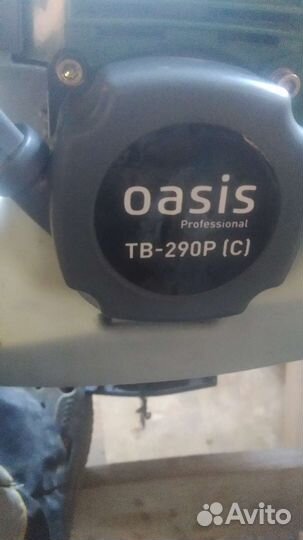 oasis
Professional
TB-290P (C)
Avito